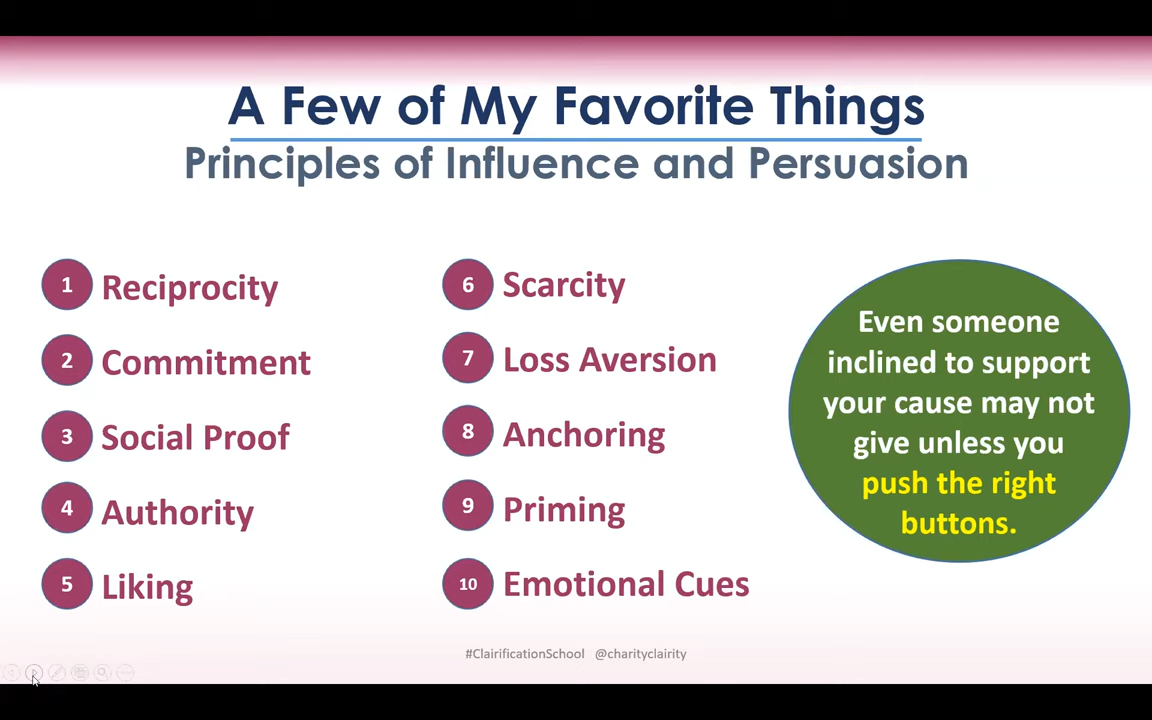 A Few of My Favorite Things
Principles of Influence and Persuasion
1 Reciprocity
2 Commitment
3 Social Proof
4 Authority
5 Liking
6 Scarcity
7 Loss Aversion
8 Anchoring
9 Priming
10 Emotional Cues
Even someone
inclined to support
your cause may not
give unless you
push the right
buttons.
#ClairificationSchool @charityclairity